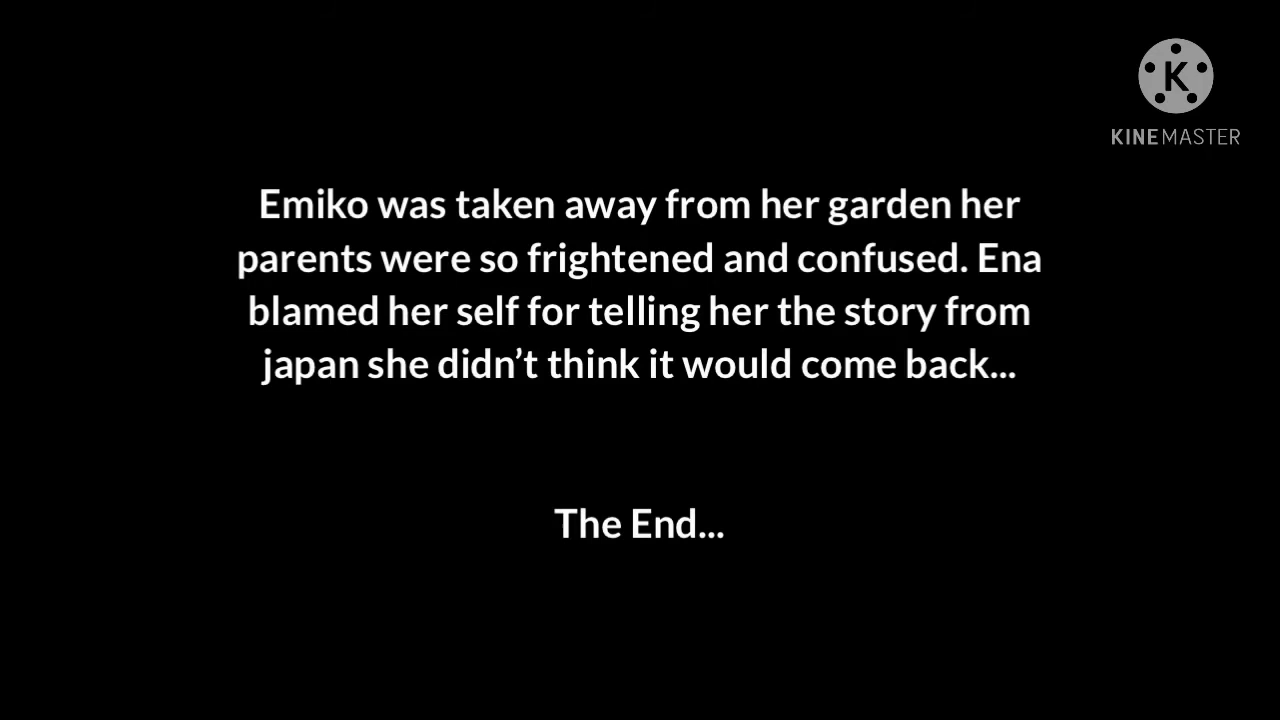 K
KINEMASTER
Emiko was taken away from her garden her
parents were so frightened and confused. Ena
blamed her self for telling her the story from
japan she didn’t think it would come back...
The End...